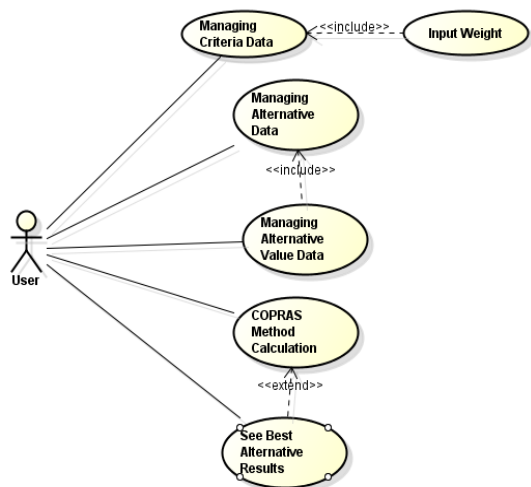 Managing
Criteria Data
<<include>>
Input Weight
Managing
Alternative
Data
<<include>>
Managing
Alternative
Value Data
User
COPRAS
Method
Calculation
<<extend>>
See Best
Alternative
Results